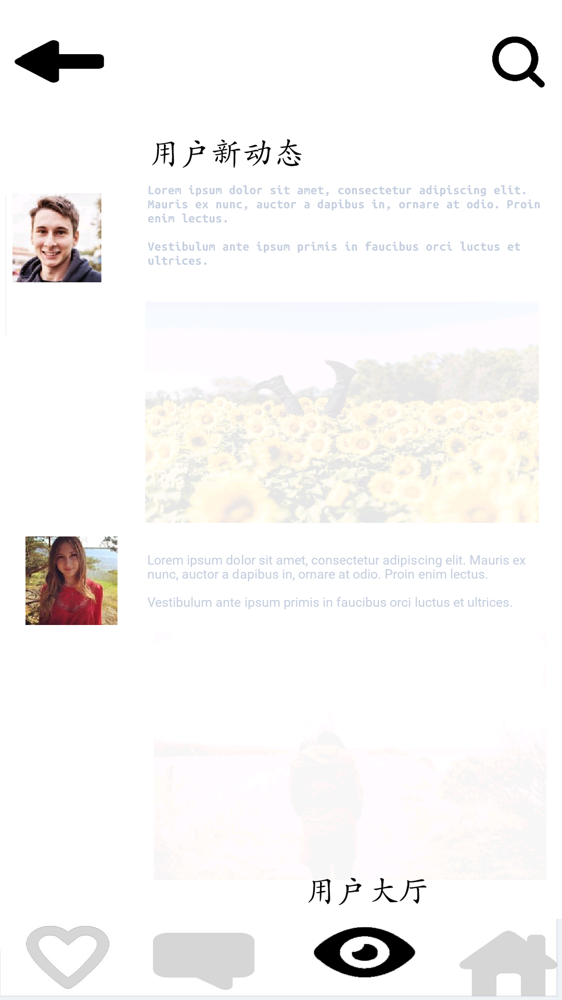 用户新动态
Lorem ipsum dolor sit amet, consectetur adipiscing elit.
Mauris ex nunc, auctor a dapibus in, ornare at odio. Proin
enim lectus.
Vestibulum ante ipsum primis in faucibus orci luctus et
ultrices.
Lorem ipsum dolor sit amet, consectetur adipiscing elit. Mauris ex
nunc, auctor a dapibus in, ornare at odio. Proin enim lectus.
Vestibulum ante ipsum primis in faucibus orci luctus et ultrices.
用户大厅